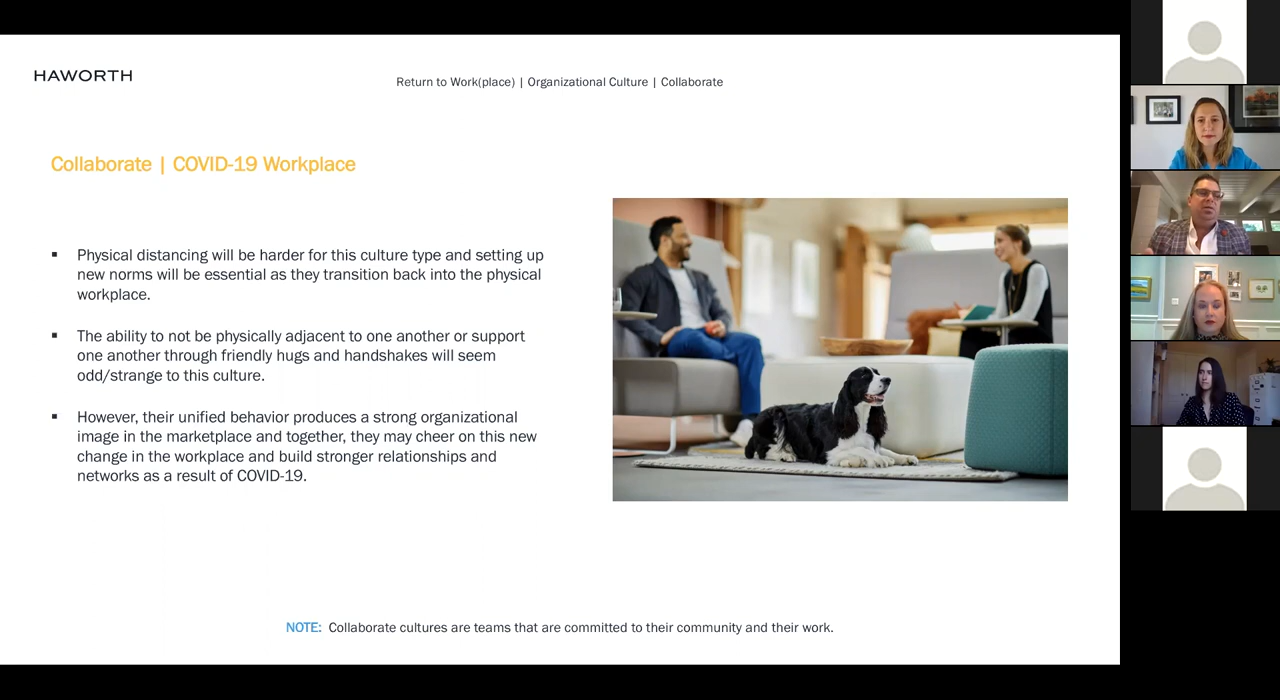 HAWORTH
Return to Work(place) | Organizational Culture | Collaborate
Collaborate | COVID-19 Workplace
▪ Physical distancing will be harder for this culture type and setting up
new norms will be essential as they transition back into the physical
workplace.
▪ The ability to not be physically adjacent to one another or support
one another through friendly hugs and handshakes will seem
odd/strange to this culture.
▪ However, their unified behavior produces a strong organizational
image in the marketplace and together, they may cheer on this new
change in the workplace and build stronger relationships and
networks as a result of COVID-19.
NOTE: Collaborate cultures are teams that are committed to their community and their work.